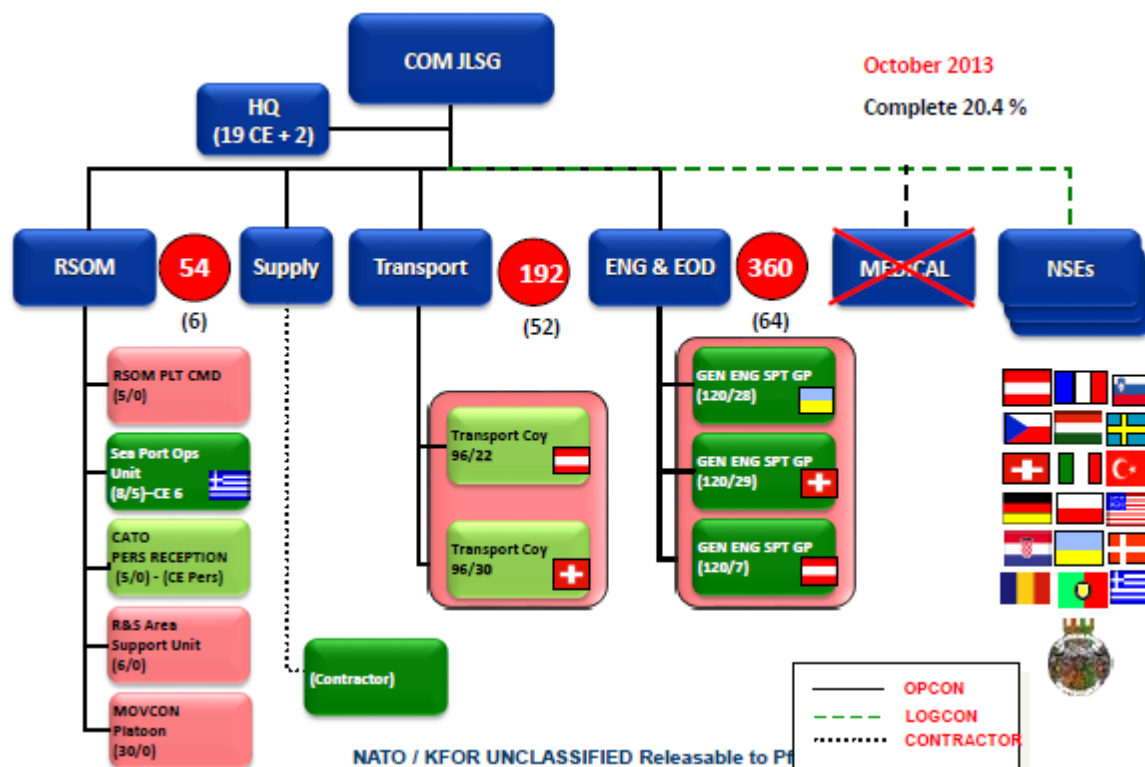 COM JLSG
October 2013
Complete 20.4 %
HQ
(19 CE + 2)
RSOM
54
(6)
Supply
Transport
192
(52)
ENG & EOD
360
(64)
MEDICAL
NSEs
RSOM PLT CMD
(5/0)
Sea Port Ops
Unit
(8/5)–CE 6
CATO
PERS RECEPTION
(5/0) - (CE Pers)
R&S Area
Support Unit
(6/0)
MOVCON
Platoon
(30/0)
(Contractor)
Transport Coy
96/22
Transport Coy
96/30
GEN ENG SPT GP
(120/28)
GEN ENG SPT GP
(120/29)
GEN ENG SPT GP
(120/7)
OPCON
LOGCON
CONTRACTOR
NATO / KFOR UNCLASSIFIED Releasable to Pf